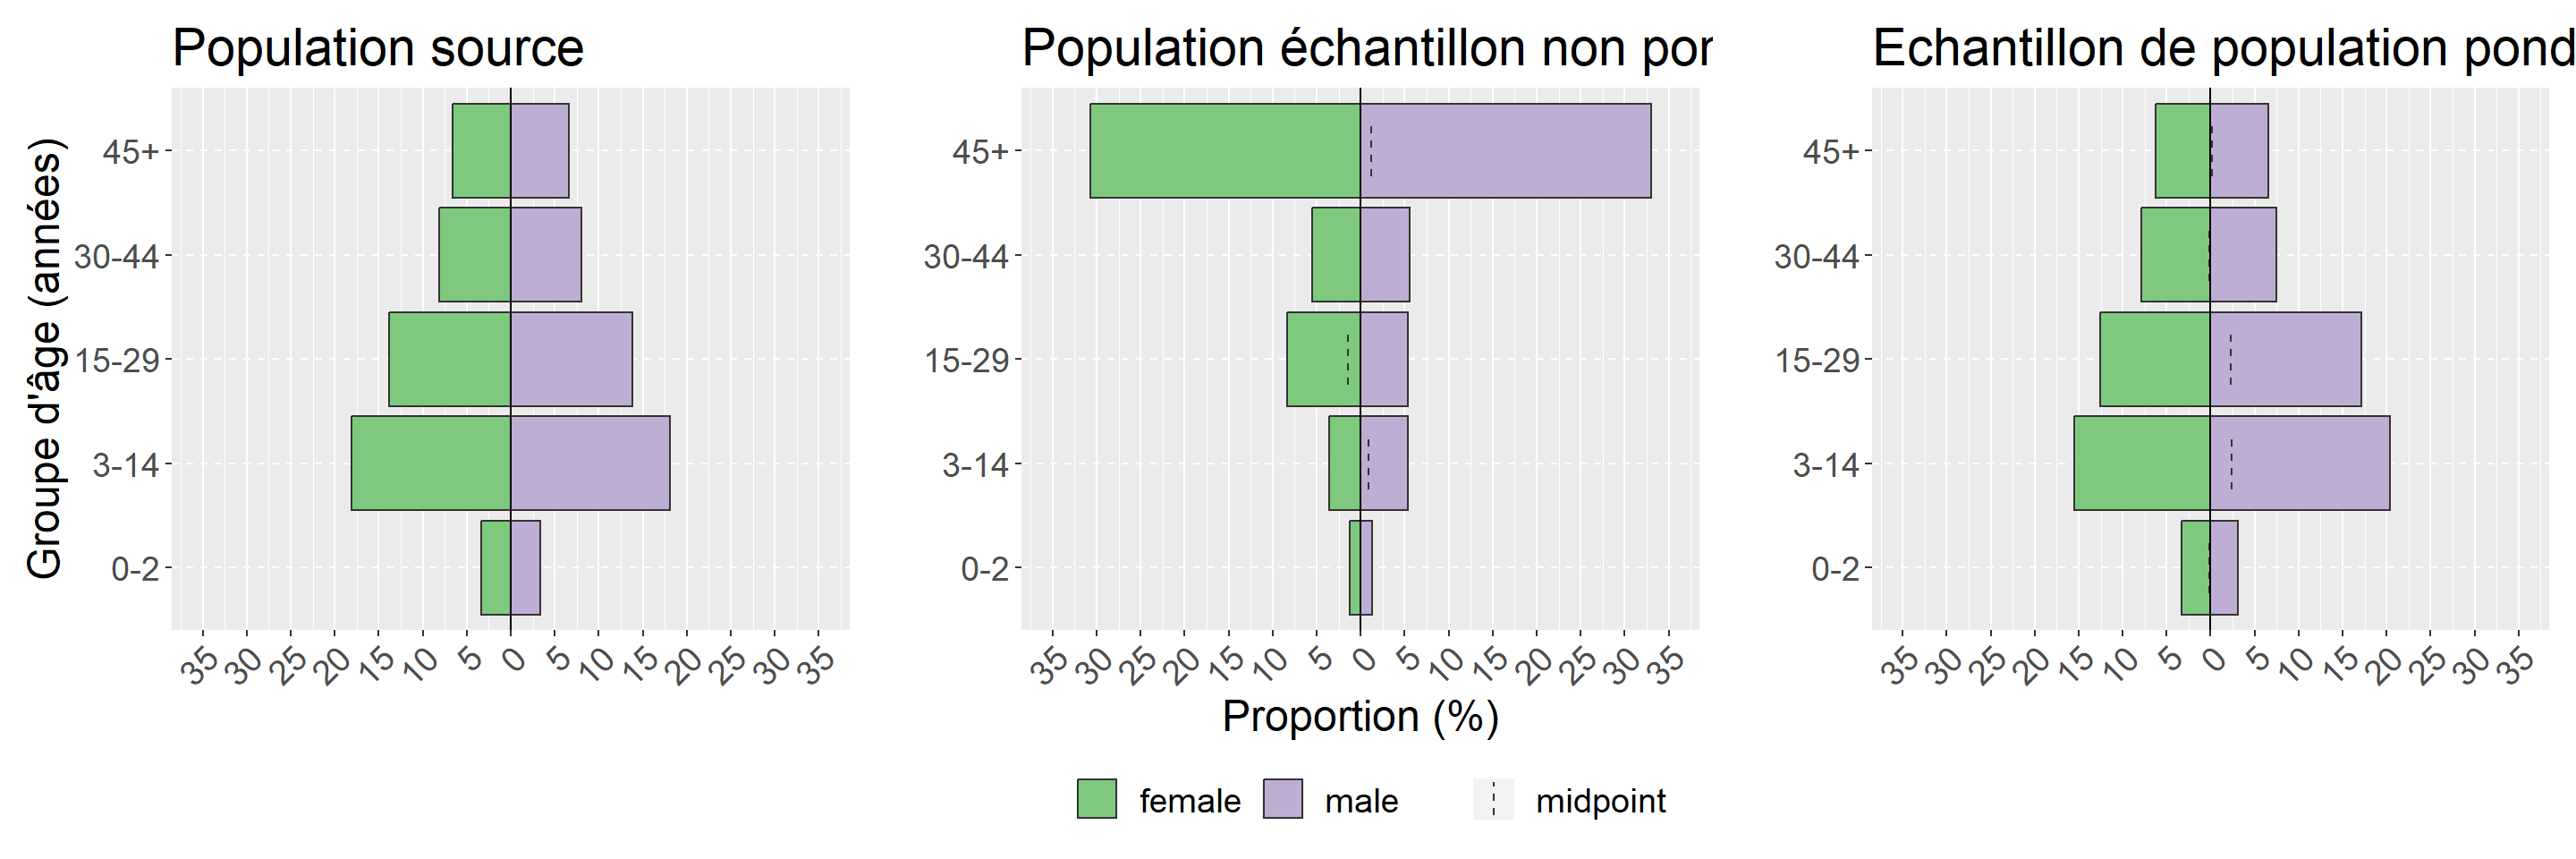 Population source
Population échantillon non por
Echantillon de population pond
Groupe d'âge (années)
45+
30-44
15-29
3-14
0-2
35 30 25 20 15 10 5 0 5 10 15 20 25 30 35
45+
30-44
15-29
3-14
0-2
35 30 25 20 15 10 5 0 5 10 15 20 25 30 35
45+
30-44
15-29
3-14
0-2
35 30 25 20 15 10 5 0 5 10 15 20 25 30 35
Proportion (%)
female male midpoint